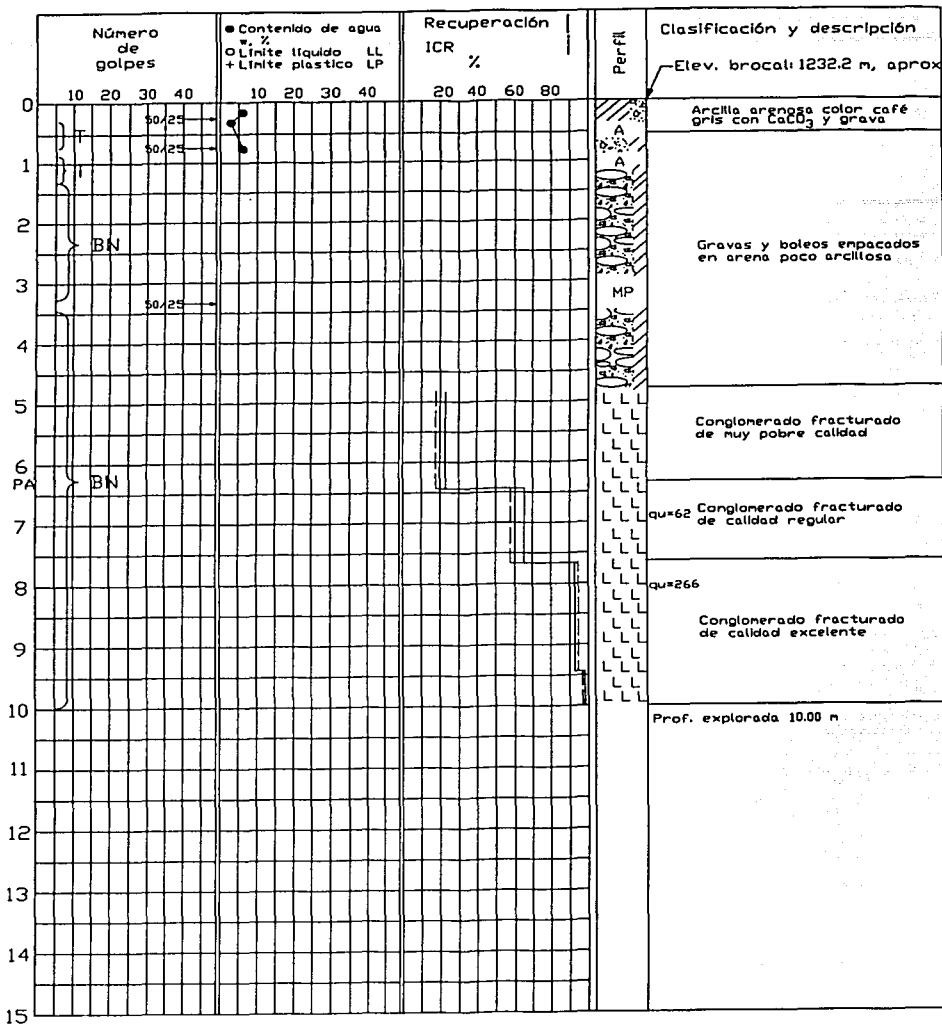 Número
de
golpes
10 20 30 40
● Contenido de agua
w, %
O Límite líquido LL
+ Límite plastico LP
10 20 30 40
Recuperación
ICR
%
20 40 60 80
Perfil
Clasificación y descripción
Elev. brocal: 1232.2 m, aprox
0
50/25
T
50/25
1
T
2
BN
3
50/25
4
5
6
PA
BN
7
8
9
10
11
12
13
14
15
A
A
MP
Arcilla arenosa color café
gris con CaCO3 y grava
Gravas y boleos empacados
en arena poco arcillosa
Conglomerado fracturado
de muy pobre calidad
qu=62 Conglomerado fracturado
de calidad regular
qu=266
Conglomerado fracturado
de calidad excelente
Prof. explorada 10.00 m